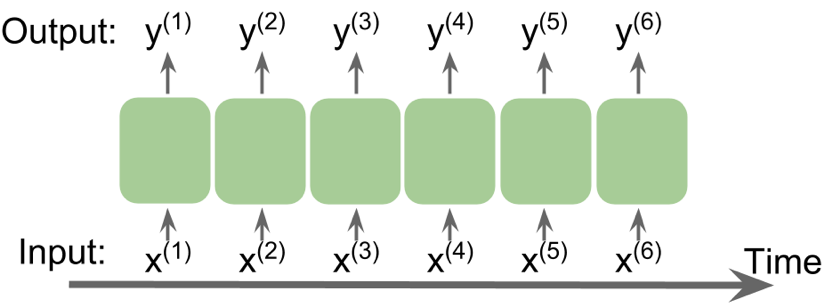 Output: y(1) y(2) y(3) y(4) y(5) y(6)
Input: x(1) x(2) x(3) x(4) x(5) x(6)
Time